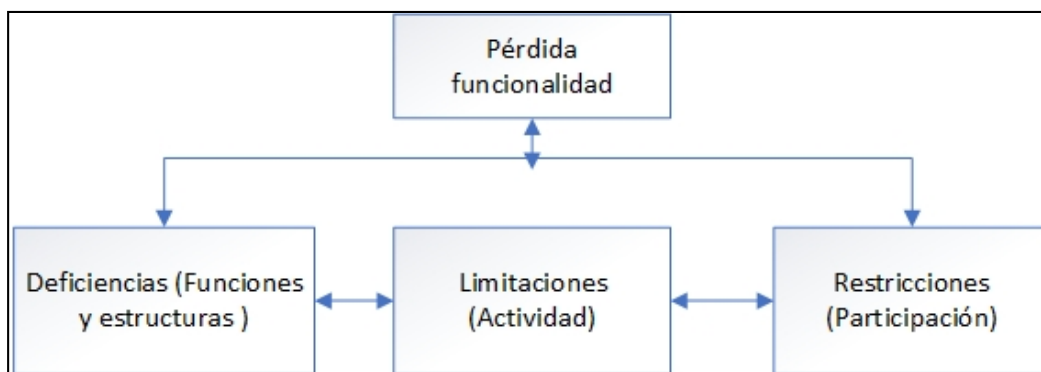 Pérdida
funcionalidad
Deficiencias (Funciones
y estructuras )
Limitaciones
(Actividad)
Restricciones
(Participación)